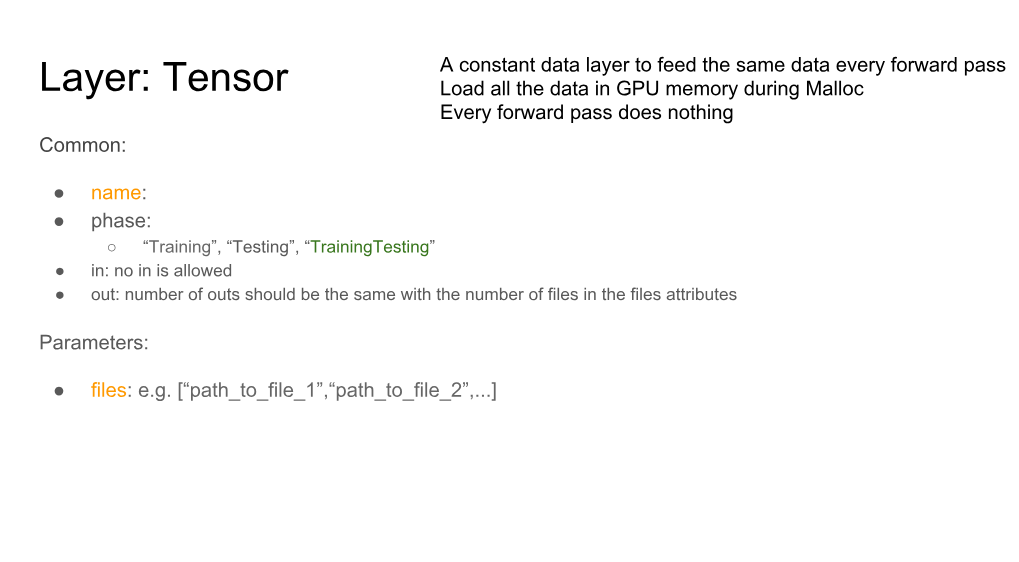 Layer: Tensor
A constant data layer to feed the same data every forward pass
Load all the data in GPU memory during Malloc
Every forward pass does nothing
Common:
● name:
● phase:
○ “Training”, “Testing”, “TrainingTesting”
● in: no in is allowed
● out: number of outs should be the same with the number of files in the files attributes
Parameters:
● files: e.g. [“path_to_file_1”,“path_to_file_2”,...]